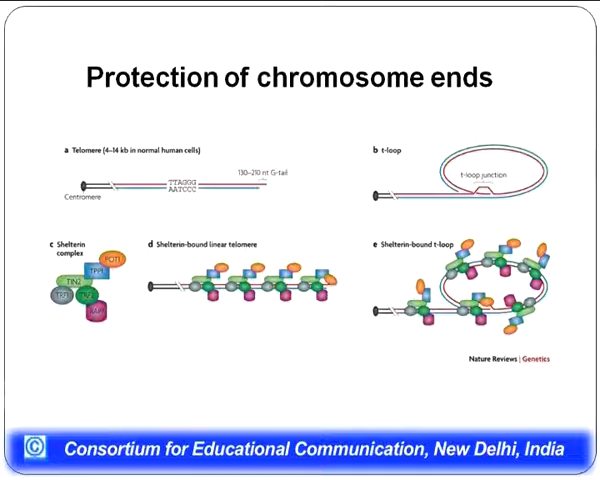 Protection of chromosome ends
a Telomere (4–14 kb in normal human cells)
130–210 nt G-tail
TTAGGG
AATCCC
Centromere
b t-loop
t-loop junction
c Shelterin
complex
POT1
TPP1
TIN2
TRF2
d Shelterin-bound linear telomere
e Shelterin-bound t-loop
Nature Reviews | Genetics
© Consortium for Educational Communication, New Delhi, India